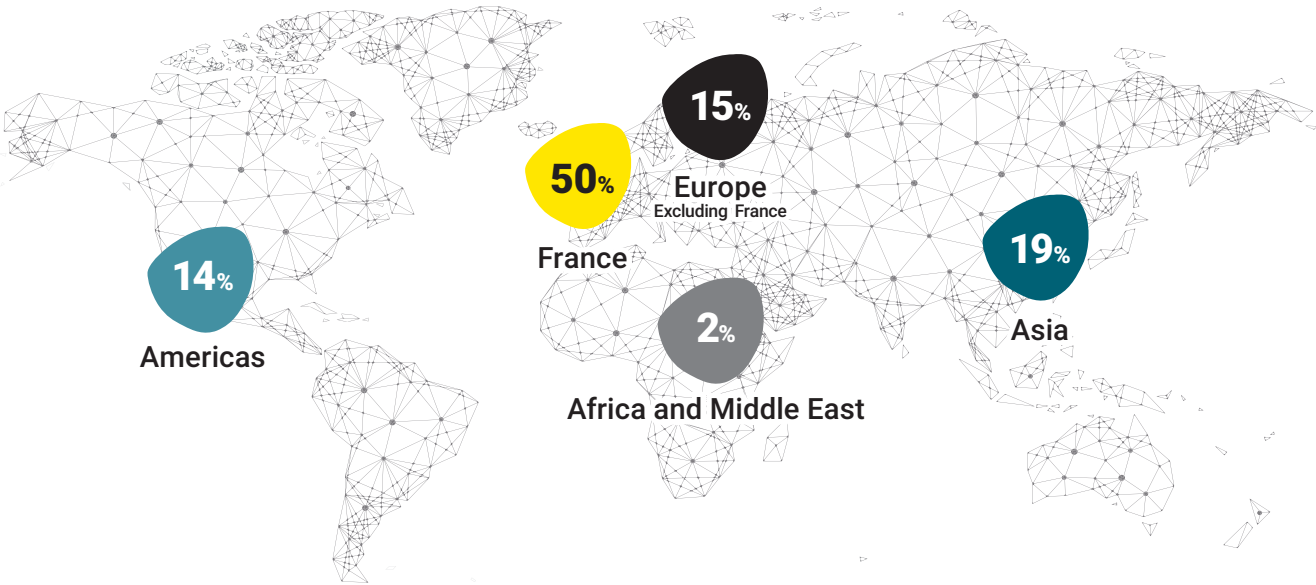 15%
Europe
Excluding France
50%
France
19%
Asia
14%
Americas
2%
Africa and Middle East